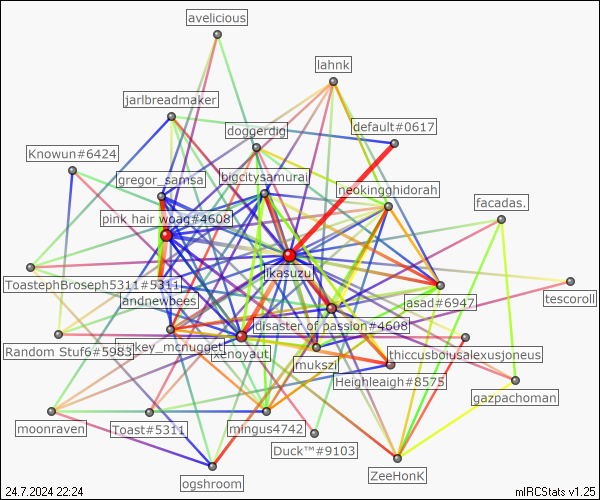 avelicious
lahnk
jarlbreadmaker
default#0617
doggerdig
Knowun#6424
gregor_samsa
bigcitysamurai
neokingghidorah
facadas.
pink hair woag#4608
ikasuzu
ToastephBroseph5311#5311
andnewbees
asad#6947
tescoroll
disaster of passion#4608
Random Stuf6#5983
xenoyaut
mukszi
thiccusboiusalexusjoneus
Heighleaigh#8575
gazpachoman
moonraven
Toast#5311
mingus4742
Duck™#9103
ogshroom
ZeeHonK
24.7.2024 22:24
mIRCStats v1.25